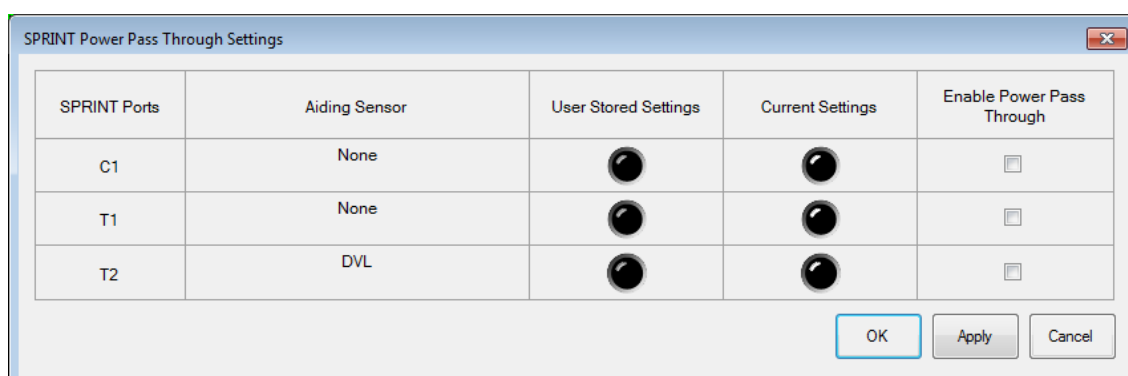 SPRINT Power Pass Through Settings
SPRINT Ports
Aiding Sensor
User Stored Settings
Current Settings
Enable Power Pass
Through
C1
None
T1
None
T2
DVL
OK
Apply
Cancel